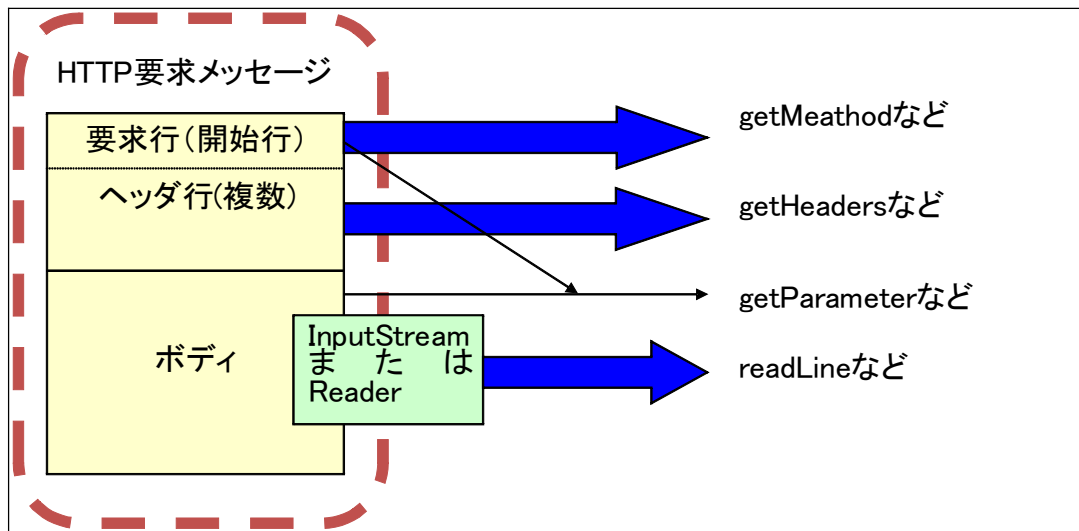 HTTP要求メッセージ
要求行(開始行)
ヘッダ行(複数)
ボディ
InputStream
または
Reader
getMeathodなど
getHeadersなど
getParameterなど
readLineなど